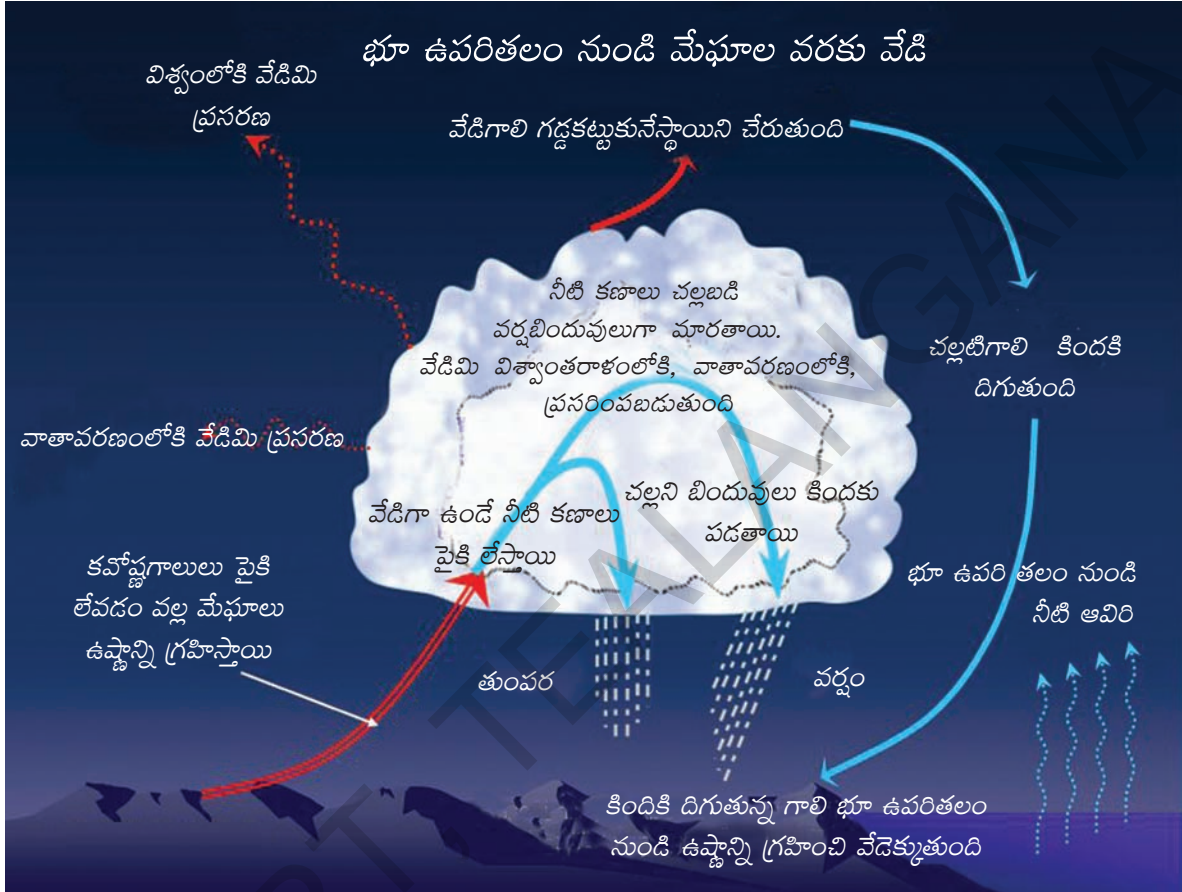 భూ ఉపరితలం నుండి మేఘాల వరకు వేడి
విశ్వంలోకి వేడిమి
ప్రసరణ
వేడిగాలి గడ్డకట్టుకునేస్థాయిని చేరుతుంది
నీటి కణాలు చల్లబడి
వర్షబిందువులుగా మారతాయి.
వేడిమి విశ్వాంతరాళంలోకి, వాతావరణంలోకి,
ప్రసరింపబడుతుంది
చల్లటిగాలి కిందకి
దిగుతుంది
వాతావరణంలోకి వేడిమి ప్రసరణ
వేడిగా ఉండే నీటి కణాలు
పైకి లేస్తాయి
చల్లని బిందువులు కిందకు
పడతాయి
కవోష్ణగాలులు పైకి
లేవడం వల్ల మేఘాలు
ఉష్ణాన్ని గ్రహిస్తాయి
భూ ఉపరి తలం నుండి
నీటి ఆవిరి
తుంపర
వర్షం
కిందికి దిగుతున్న గాలి భూ ఉపరితలం
నుండి ఉష్ణాన్ని గ్రహించి వేడెక్కుతుంది
TELANGANA